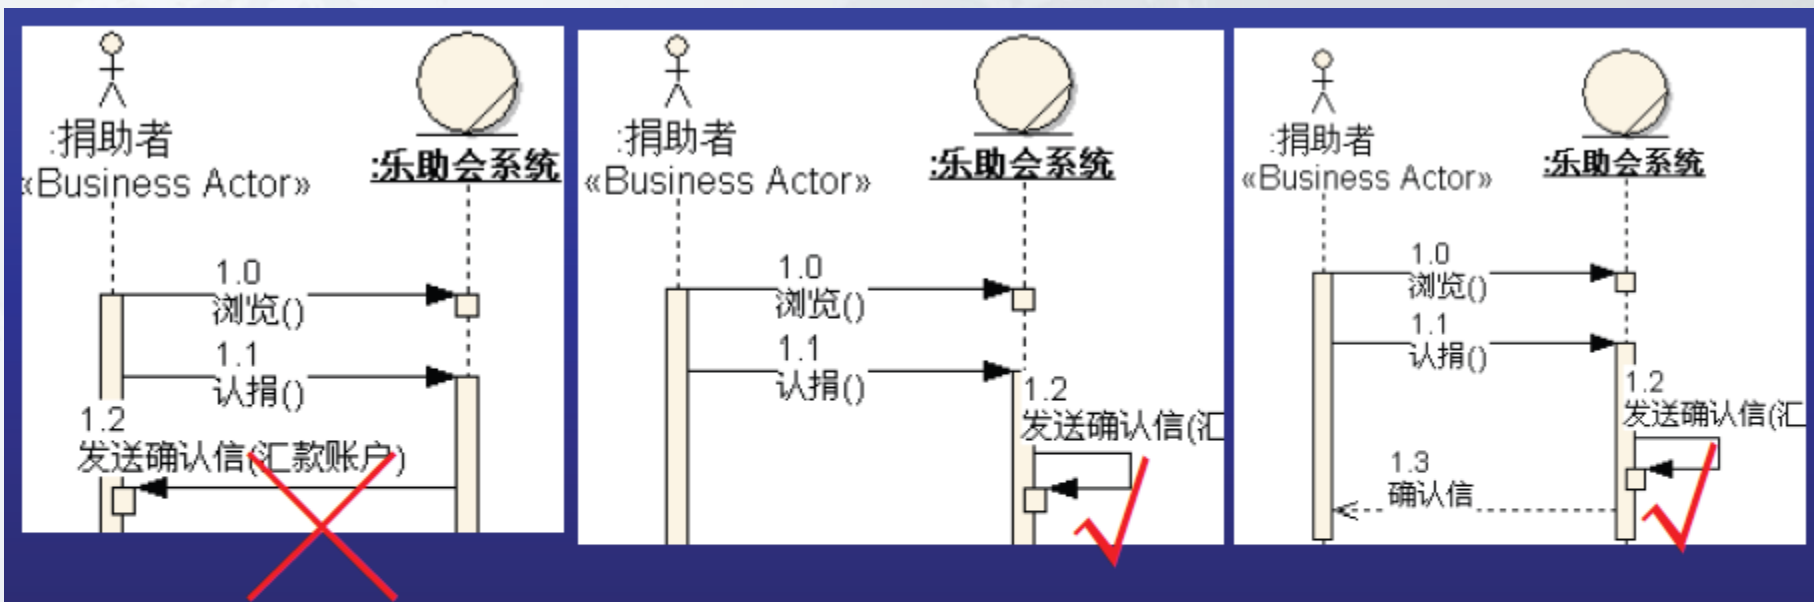 :捐助者
«Business Actor»
:乐助会系统
1.0
浏览()
1.1
认捐()
1.2
发送确认信(汇款账户)
:捐助者
«Business Actor»
:乐助会系统
1.0
浏览()
1.1
认捐()
1.2
发送确认信(汇
:捐助者
«Business Actor»
:乐助会系统
1.0
浏览()
1.1
认捐()
1.2
发送确认信(汇
1.3
确认信